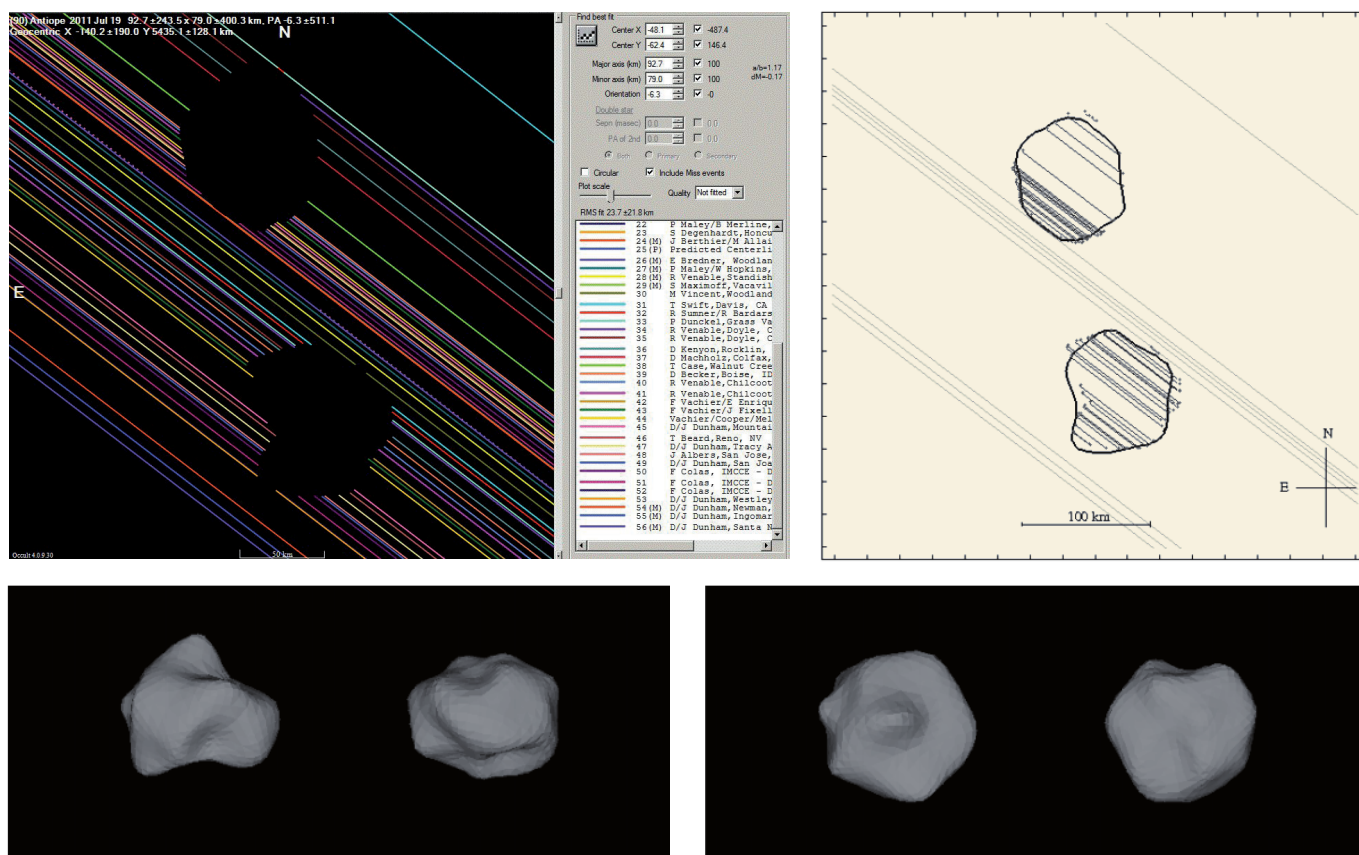 (90) Antiope 2011 Jul 19 92.7 ±243.5 x 79.0 ±400.3 km, PA -6.3 ±511.1
Geocentric X -140.2 ± 190.0 Y 5435.1 ± 128.1 km
N
E
Occult 4.0.9.30
50 km
Find best fit
Center X -48.1 -487.4
Center Y -62.4 146.4
Major axis (km) 92.7 100
Minor axis (km) 79.0 100
a/b=1.17
dM=-0.17
Orientation -6.3 -0
Double star
Sepn (masec) 0.0 0.0
PA of 2nd 0.0 0.0
Both Primary Secondary
Circular Include Miss events
Plot scale
Quality Not fitted
RMS fit 23.7 ±21.8 km
22 P Maley/B Merline,
23 S Degenhardt,Honcu
24(M) J Berthier/M Allai
25(P) Predicted Centerli
26(M) E Bredner, Woodlan
27(M) P Maley/W Hopkins,
28(M) R Venable,Standish
29(M) S Maximoff,Vacavil
30 M Vincent,Woodland
31 T Swift,Davis, CA
32 R Sumner/R Bardars
33 P Dunckel,Grass Va
34 R Venable,Doyle, C
35 R Venable,Doyle, C
36 D Kenyon,Rocklin,
37 D Machholz,Colfax,
38 T Case,Walnut Cree
39 D Becker,Boise, ID
40 R Venable,Chilcoot
41 R Venable,Chilcoot
42 F Vachier/E Enriqu
43 F Vachier/J Fixell
44 Vachier/Cooper/Mel
45 D/J Dunham,Mountai
46 T Beard,Reno, NV
47 D/J Dunham,Tracy A
48 J Albers,San Jose,
49 D/J Dunham,San Joa
50 F Colas, IMCCE - D
51 F Colas, IMCCE - D
52 F Colas, IMCCE - D
53 D/J Dunham,Westley
54(M) D/J Dunham,Newman,
55(M) D/J Dunham,Ingomar
56(M) D/J Dunham,Santa N
N
E
100 km